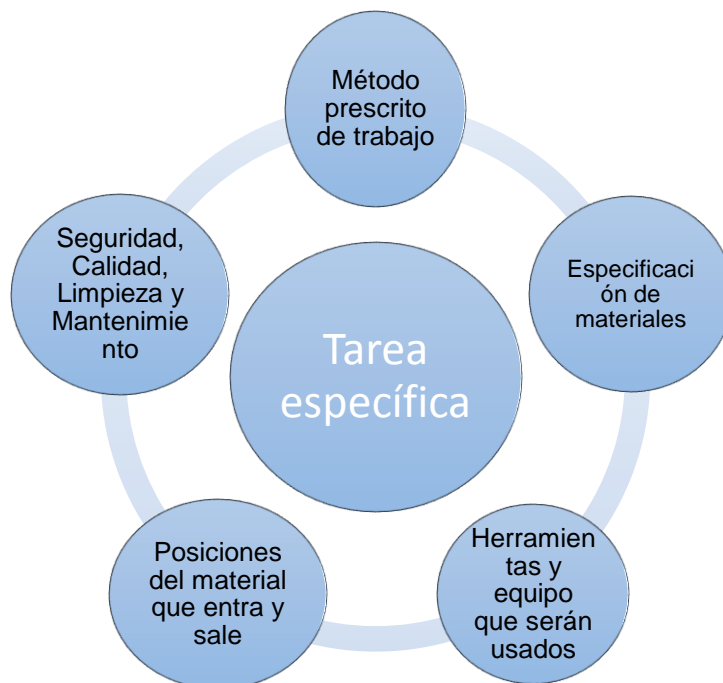 Método
prescrito
de trabajo
Especificaci
ón de
materiales
Herramien
tas y
equipo
que serán
usados
Posiciones
del material
que entra y
sale
Seguridad,
Calidad,
Limpieza y
Mantenimie
nto
Tarea
específica